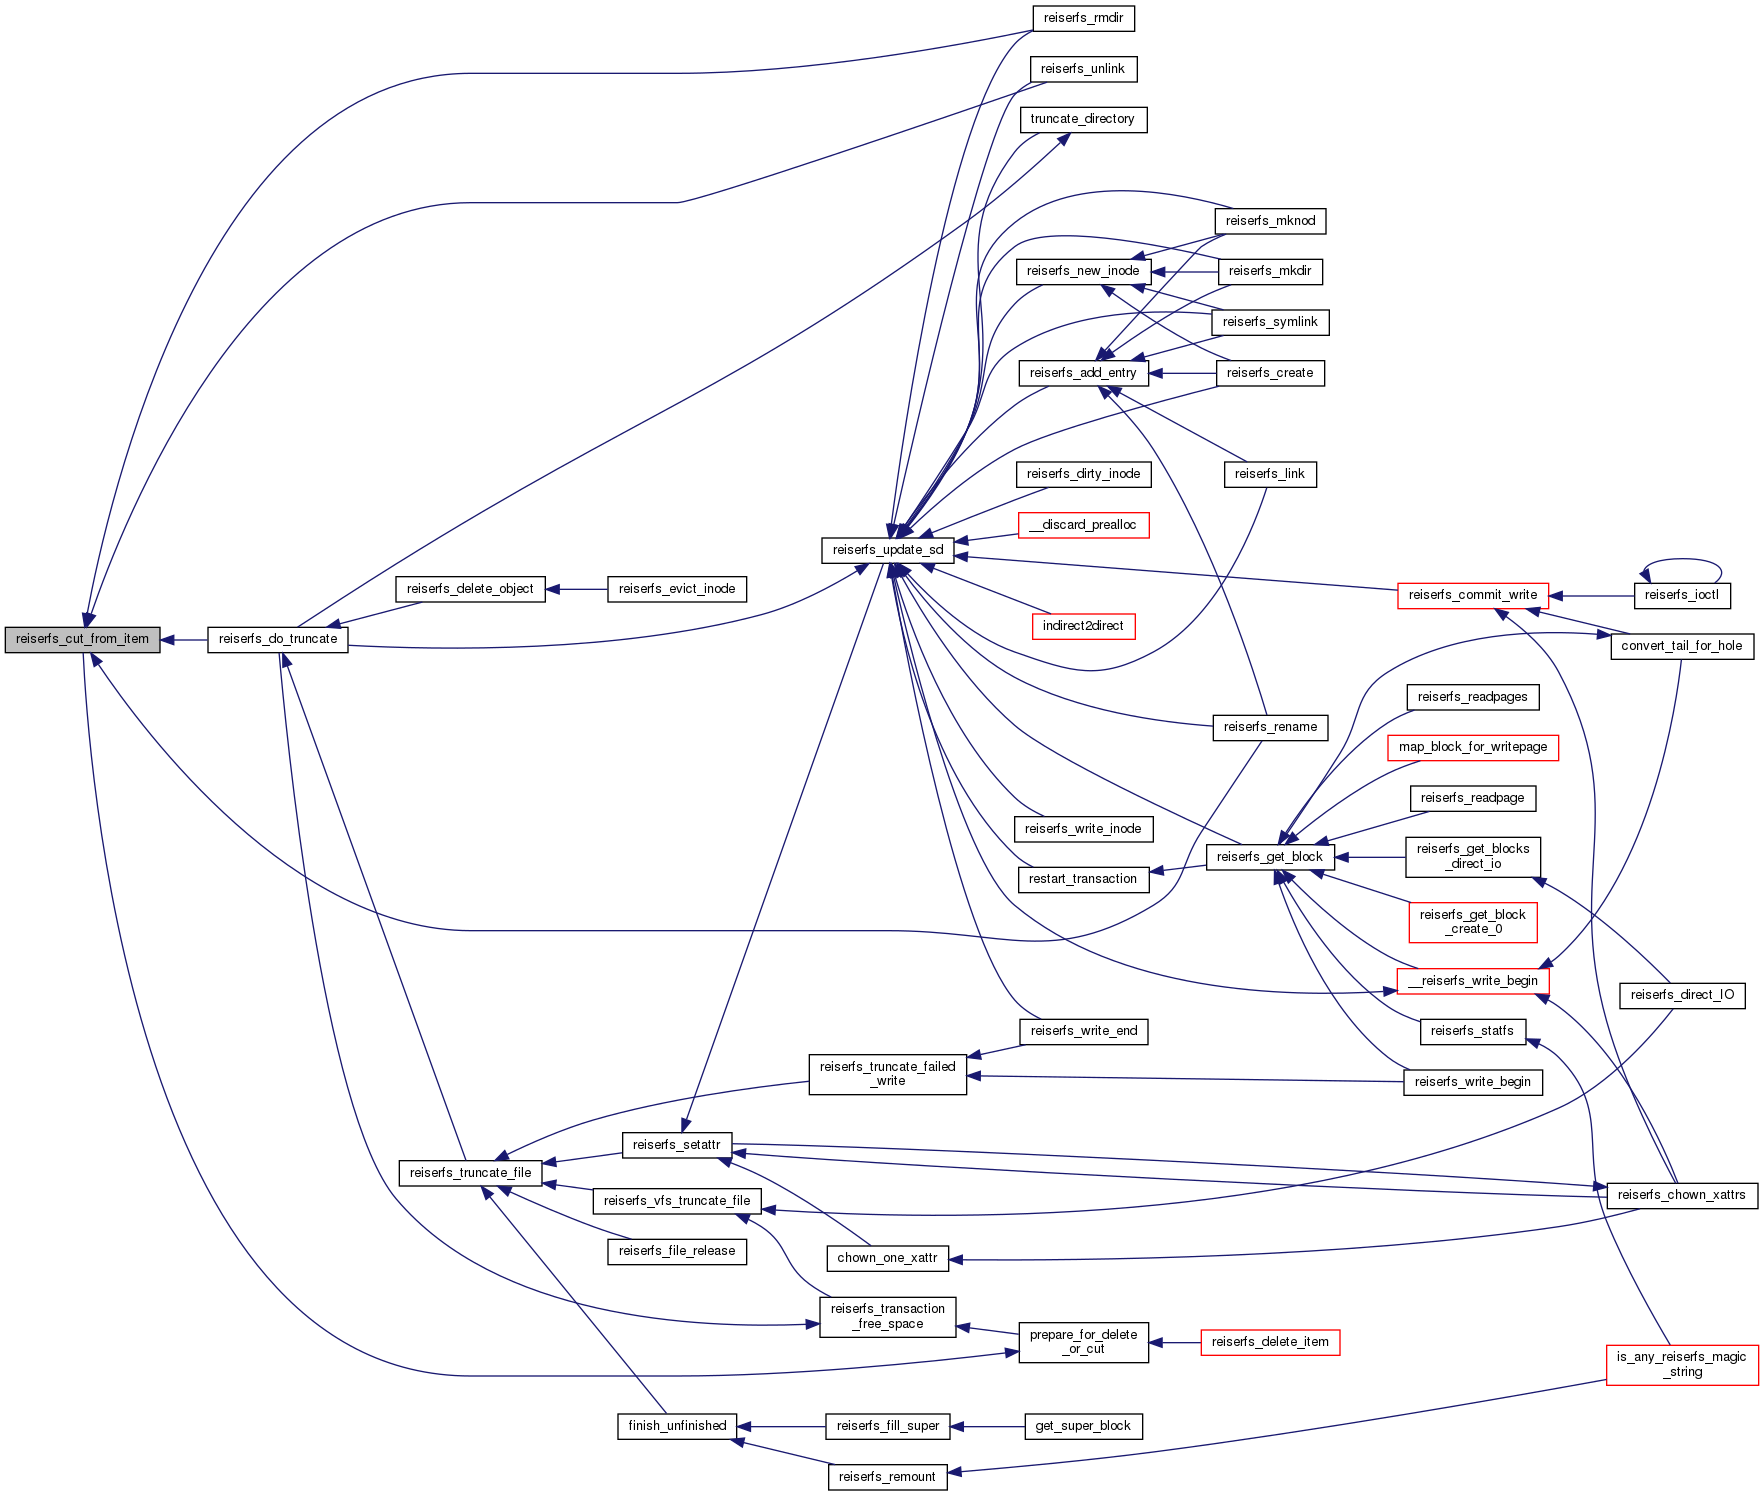 reiserfs_rmdir
reiserfs_unlink
truncate_directory
reiserfs_mknod
reiserfs_new_inode
reiserfs_mkdir
reiserfs_symlink
reiserfs_add_entry
reiserfs_create
reiserfs_dirty_inode
reiserfs_link
__discard_prealloc
reiserfs_update_sd
reiserfs_delete_object
reiserfs_evict_inode
reiserfs_commit_write
reiserfs_ioctl
indirect2direct
reiserfs_cut_from_item
reiserfs_do_truncate
convert_tail_for_hole
reiserfs_readpages
reiserfs_rename
map_block_for_writepage
reiserfs_readpage
reiserfs_write_inode
reiserfs_get_blocks
_direct_io
reiserfs_get_block
restart_transaction
reiserfs_get_block
_create_0
__reiserfs_write_begin
reiserfs_direct_IO
reiserfs_write_end
reiserfs_statfs
reiserfs_truncate_failed
_write
reiserfs_write_begin
reiserfs_setattr
reiserfs_truncate_file
reiserfs_vfs_truncate_file
reiserfs_chown_xattrs
reiserfs_file_release
chown_one_xattr
reiserfs_transaction
_free_space
prepare_for_delete
_or_cut
reiserfs_delete_item
is_any_reiserfs_magic
_string
finish_unfinished
reiserfs_fill_super
get_super_block
reiserfs_remount